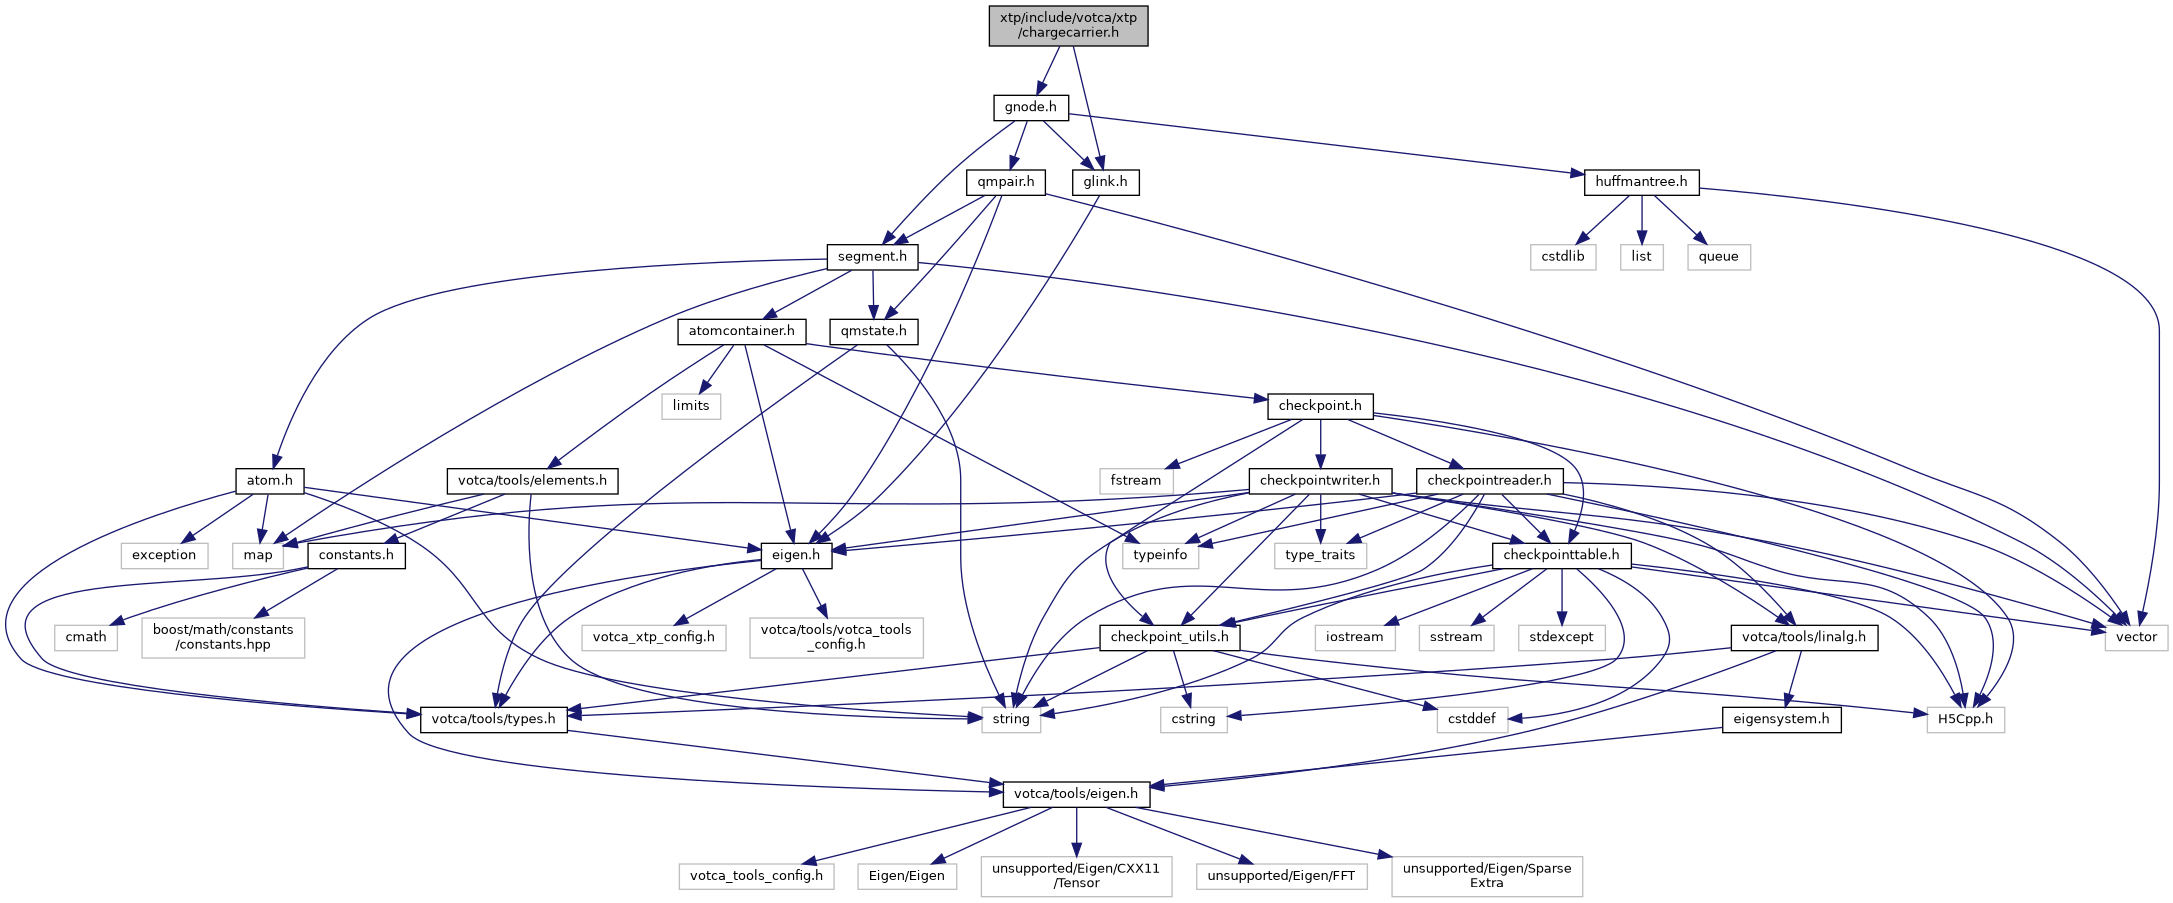 xtp/include/votca/xtp
/chargecarrier.h
gnode.h
qmpair.h
glink.h
huffmantree.h
segment.h
cstdlib
list
queue
atomcontainer.h
qmstate.h
limits
checkpoint.h
atom.h
votca/tools/elements.h
fstream
checkpointwriter.h
checkpointreader.h
exception
map
constants.h
eigen.h
typeinfo
type_traits
checkpointtable.h
cmath
boost/math/constants
/constants.hpp
votca_xtp_config.h
votca/tools/votca_tools
_config.h
checkpoint_utils.h
iostream
sstream
stdexcept
votca/tools/linalg.h
vector
votca/tools/types.h
string
cstring
cstddef
eigensystem.h
H5Cpp.h
votca/tools/eigen.h
votca_tools_config.h
Eigen/Eigen
unsupported/Eigen/CXX11
/Tensor
unsupported/Eigen/FFT
unsupported/Eigen/Sparse
Extra